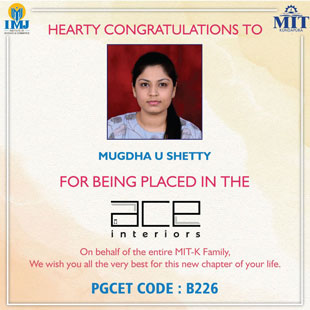 IMJ
MIT
KUNDAPURA
HEARTY CONGRATULATIONS TO
MUGDHA U SHETTY
FOR BEING PLACED IN THE
ace
interiors
On behalf of the entire MIT-K Family,
We wish you all the very best for this new chapter of your life.
PGCET CODE : B226